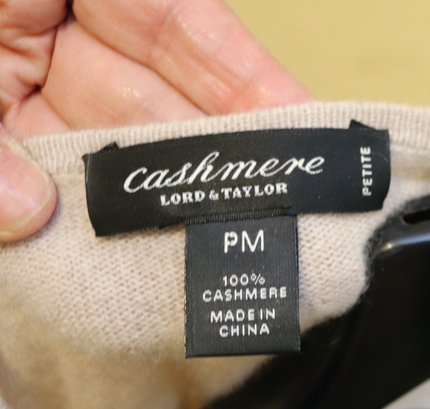 cashmere
LORD & TAYLOR
PETITE
PM
100%
CASHMERE
MADE IN
CHINA